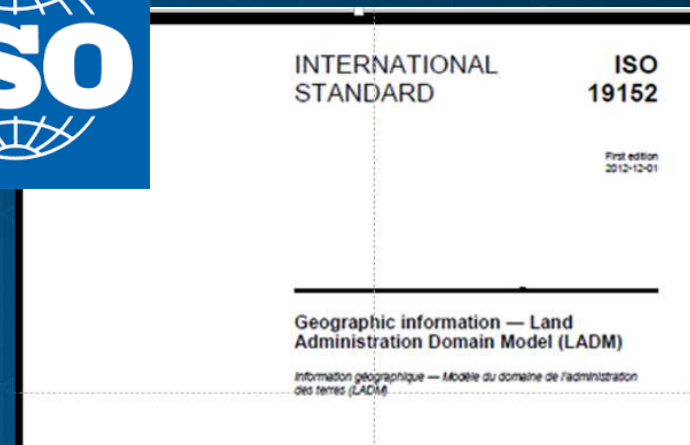 SO
INTERNATIONAL
STANDARD
ISO
19152
First edition
2012-12-01
Geographic information — Land
Administration Domain Model (LADM)
Information géographique — Modèle du domaine de l'administration
des terres (LADM)